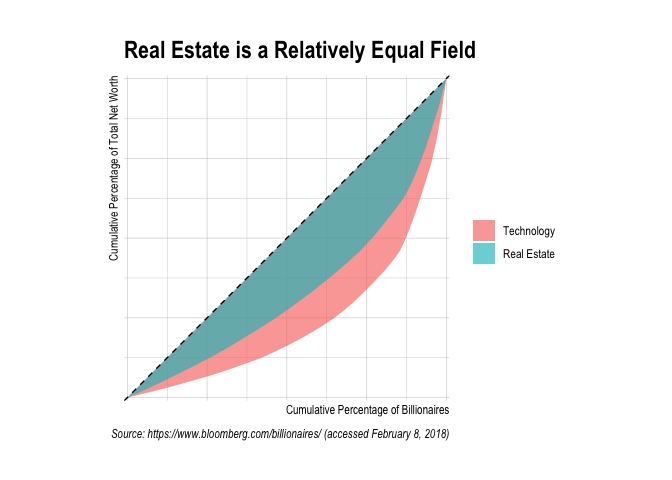 Real Estate is a Relatively Equal Field
Cumulative Percentage of Total Net Worth
Technology
Real Estate
Cumulative Percentage of Billionaires
Source: https://www.bloomberg.com/billionaires/ (accessed February 8, 2018)